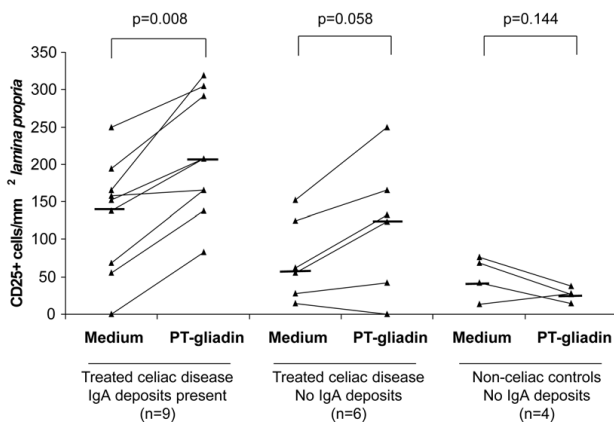 p=0.008 p=0.058 p=0.144
CD25+ cells/mm 2 lamina propria
350
300
250
200
150
100
50
0
Medium PT-gliadin Medium PT-gliadin Medium PT-gliadin
Treated celiac disease
IgA deposits present
(n=9)
Treated celiac disease
No IgA deposits
(n=6)
Non-celiac controls
No IgA deposits
(n=4)